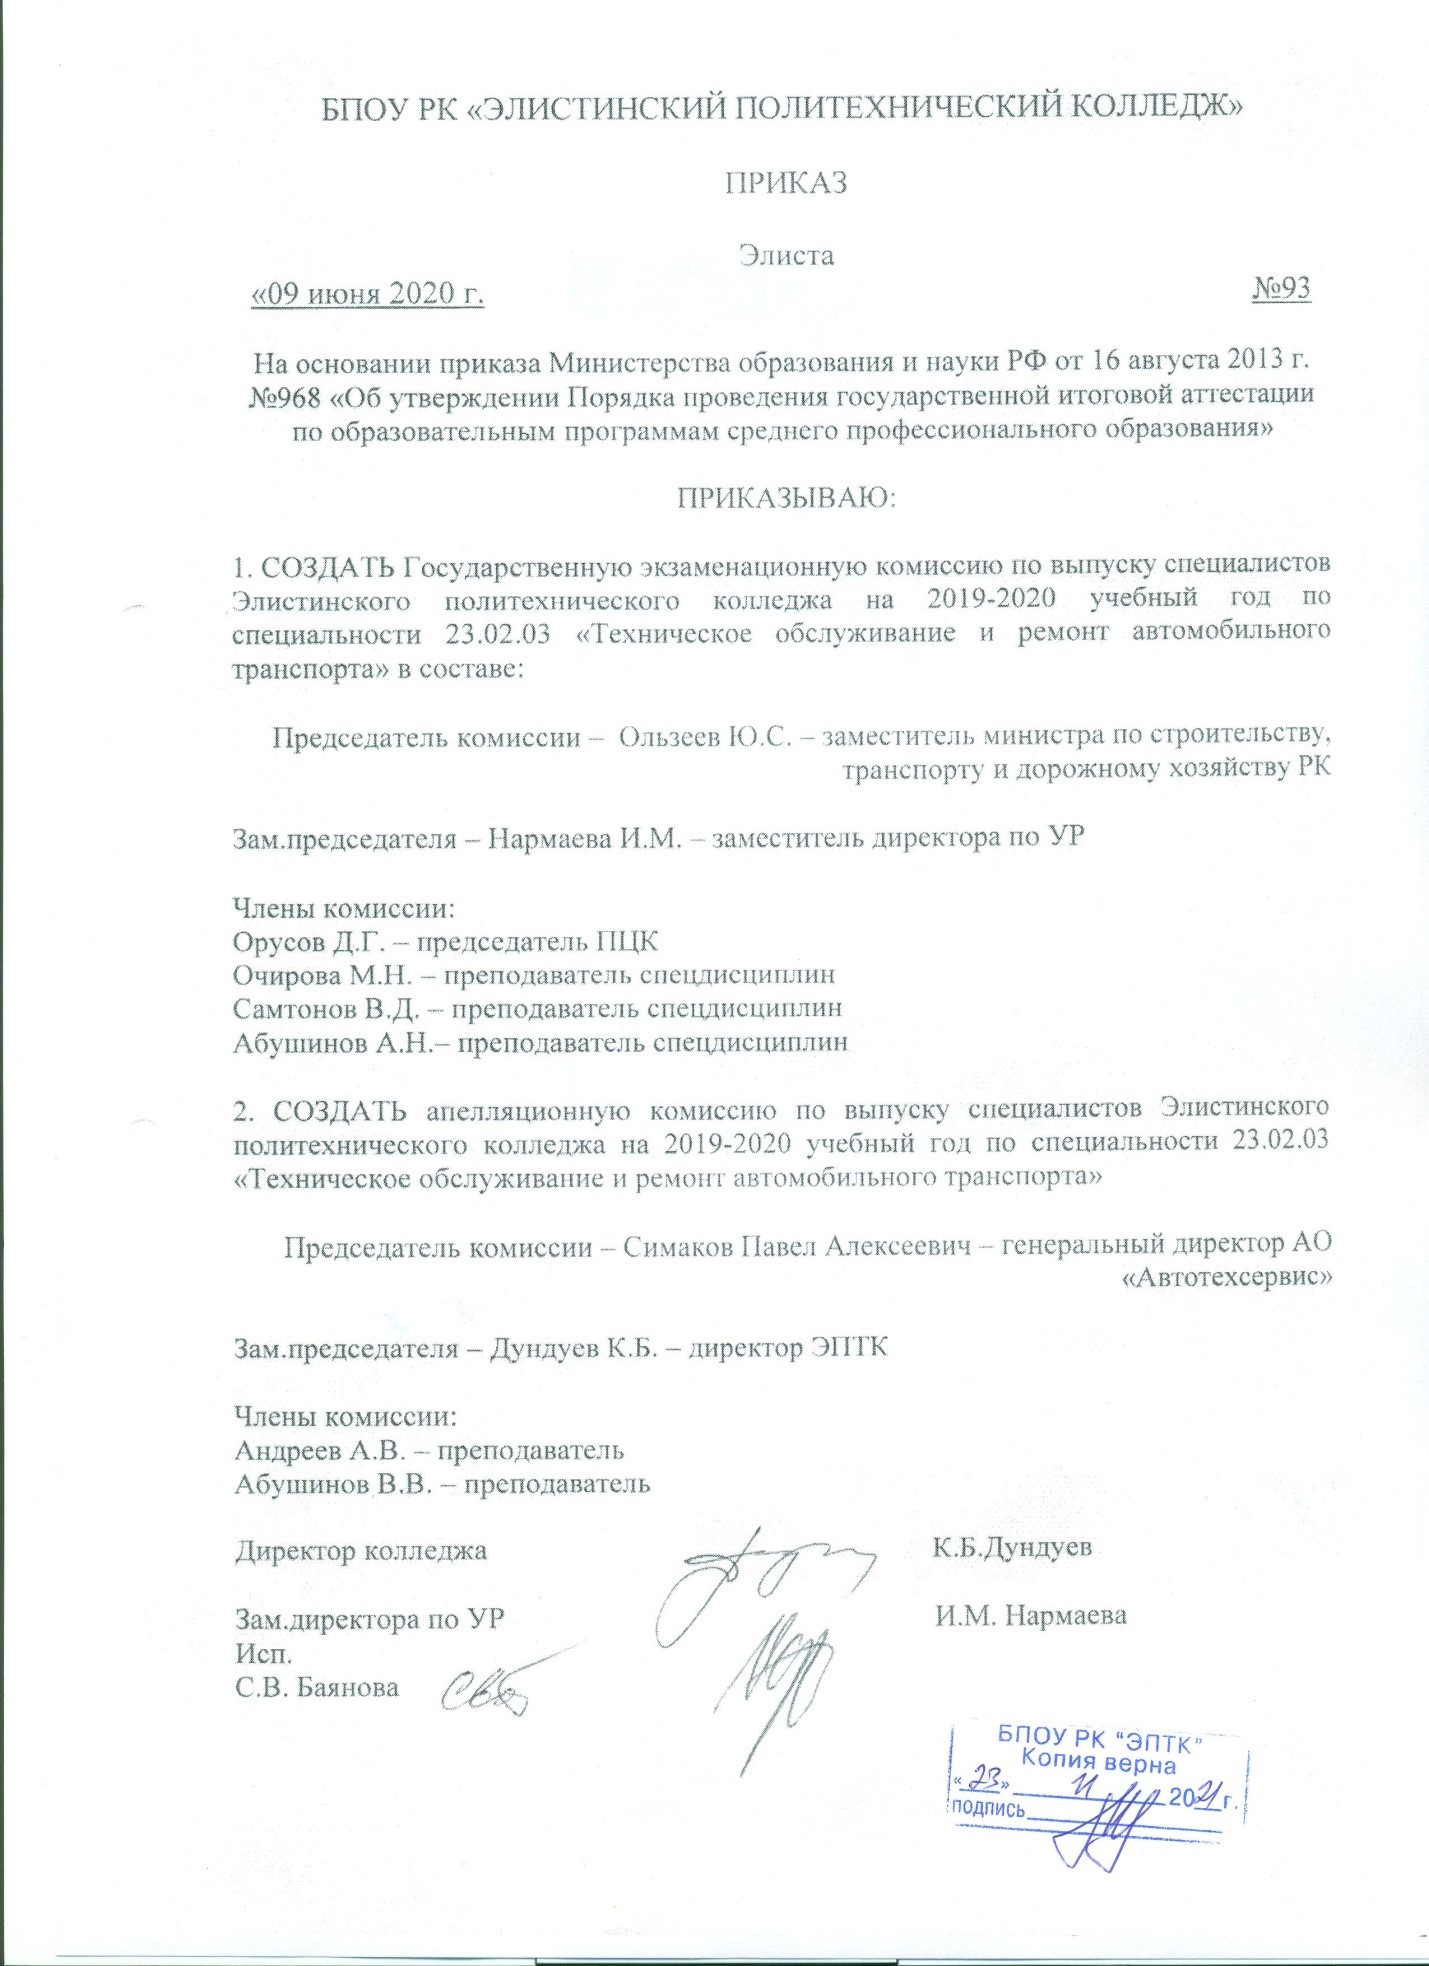 БПОУ РК «ЭЛИСТИНСКИЙ ПОЛИТЕХНИЧЕСКИЙ КОЛЛЕДЖ»
ПРИКАЗ
Элиста
«09 июня 2020 г. №93
На основании приказа Министерства образования и науки РФ от 16 августа 2013 г.
№968 «Об утверждении Порядка проведения государственной итоговой аттестации
по образовательным программам среднего профессионального образования»
ПРИКАЗЫВАЮ:
1. СОЗДАТЬ Государственную экзаменационную комиссию по выпуску специалистов
Элистинского политехнического колледжа на 2019-2020 учебный год по
специальности 23.02.03 «Техническое обслуживание и ремонт автомобильного
транспорта» в составе:
Председатель комиссии – Ользеев Ю.С. – заместитель министра по строительству,
транспорту и дорожному хозяйству РК
Зам.председателя – Нармаева И.М. – заместитель директора по УР
Члены комиссии:
Орусов Д.Г. – председатель ПЦК
Очирова М.Н. – преподаватель спецдисциплин
Самтонов В.Д. – преподаватель спецдисциплин
Абушинов А.Н.– преподаватель спецдисциплин
2. СОЗДАТЬ апелляционную комиссию по выпуску специалистов Элистинского
политехнического колледжа на 2019-2020 учебный год по специальности 23.02.03
«Техническое обслуживание и ремонт автомобильного транспорта»
Председатель комиссии – Симаков Павел Алексеевич – генеральный директор АО
«Автотехсервис»
Зам.председателя – Дундуев К.Б. – директор ЭПТК
Члены комиссии:
Андреев А.В. – преподаватель
Абушинов В.В. – преподаватель
Директор колледжа К.Б.Дундуев
Зам.директора по УР И.М. Нармаева
Исп.
С.В. Баянова
БПОУ РК “ЭПТК”
Копия верна
«23» 11 2021 г.
подпись